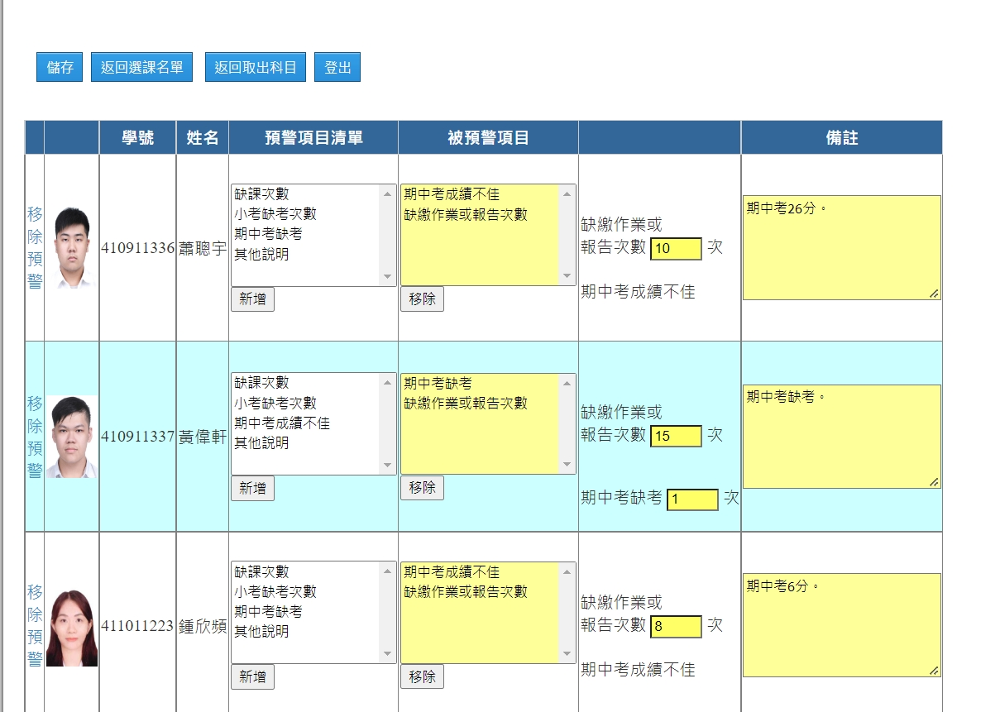 儲存 返回選課名單 返回取出科目 登出
學號 姓名 預警項目清單 被預警項目 備註
移除預警
410911336 蕭聰宇
缺課次數
小考缺考次數
期中考缺考
其他說明
新增
期中考成績不佳
缺繳作業或報告次數
移除
缺繳作業或
報告次數 10 次
期中考成績不佳
期中考26分。
移除預警
410911337 黃偉軒
缺課次數
小考缺考次數
期中考成績不佳
其他說明
新增
期中考缺考
缺繳作業或報告次數
移除
缺繳作業或
報告次數 15 次
期中考缺考 1 次
期中考缺考。
移除預警
411011223 鍾欣頻
缺課次數
小考缺考次數
期中考缺考
其他說明
新增
期中考成績不佳
缺繳作業或報告次數
移除
缺繳作業或
報告次數 8 次
期中考成績不佳
期中考6分。